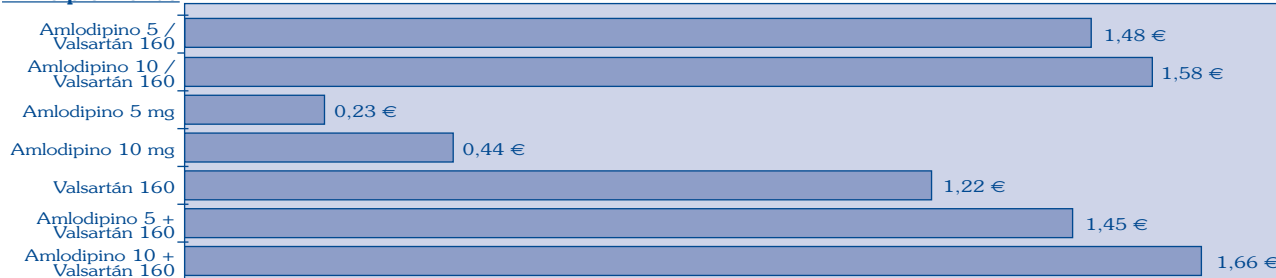 Amlodipino 5 /
Valsartán 160
1,48 €
Amlodipino 10 /
Valsartán 160
1,58 €
Amlodipino 5 mg
0,23 €
Amlodipino 10 mg
0,44 €
Valsartán 160
1,22 €
Amlodipino 5 +
Valsartán 160
1,45 €
Amlodipino 10 +
Valsartán 160
1,66 €